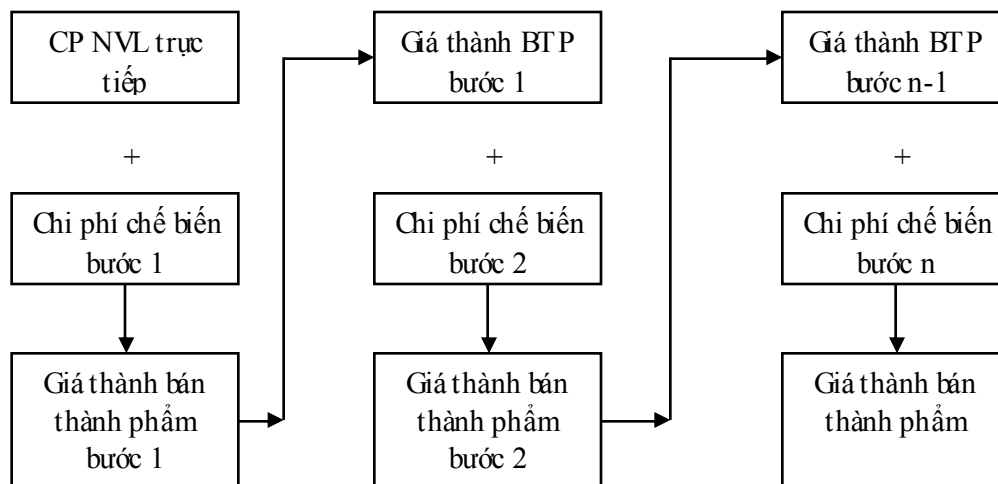 CP NVL trực
tiếp
+
Chi phí chế biến
bước 1
Giá thành bán
thành phẩm
bước 1
Giá thành BTP
bước 1
+
Chi phí chế biến
bước 2
Giá thành bán
thành phẩm
bước 2
Giá thành BTP
bước n-1
+
Chi phí chế biến
bước n
Giá thành bán
thành phẩm